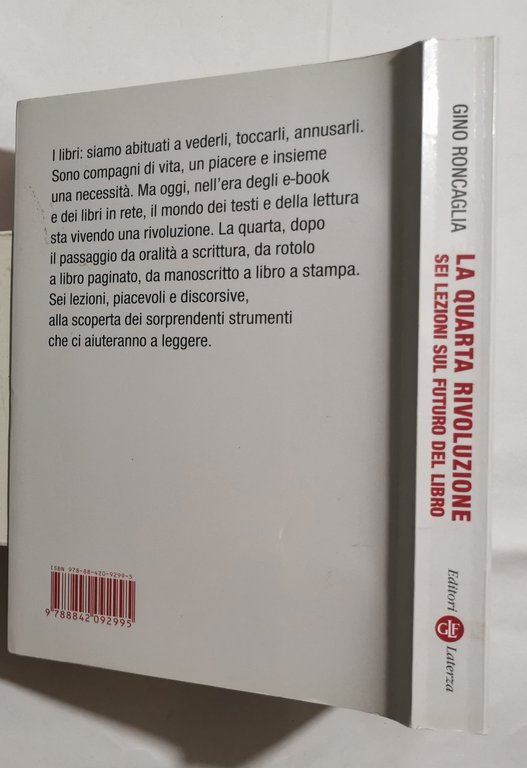 I libri: siamo abituati a vederli, toccarli, annusarli.
Sono compagni di vita, un piacere e insieme
una necessità. Ma oggi, nell'era degli e-book
e dei libri in rete, il mondo dei testi e della lettura
sta vivendo una rivoluzione. La quarta, dopo
il passaggio da oralità a scrittura, da rotolo
a libro paginato, da manoscritto a libro a stampa.
Sei lezioni, piacevoli e discorsive,
alla scoperta dei sorprendenti strumenti
che ci aiuteranno a leggere.
ISBN 978-88-420-9299-5
9 788842 092995
GINO RONCAGLIA
LA QUARTA RIVOLUZIONE
SEI LEZIONI SUL FUTURO DEL LIBRO
Editori GLF Laterza